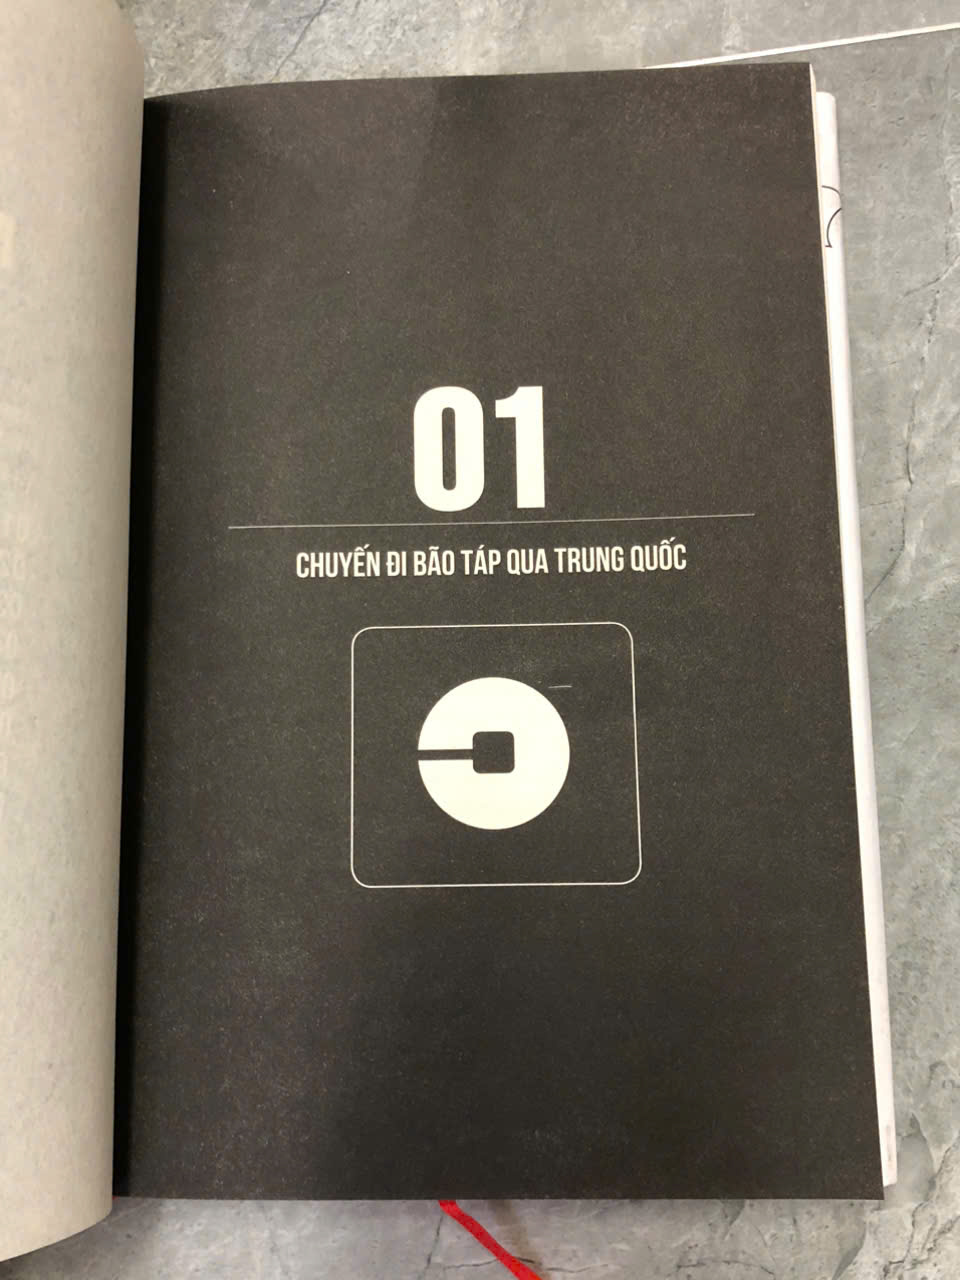 01
CHUYẾN ĐI BÃO TÁP QUA TRUNG QUỐC